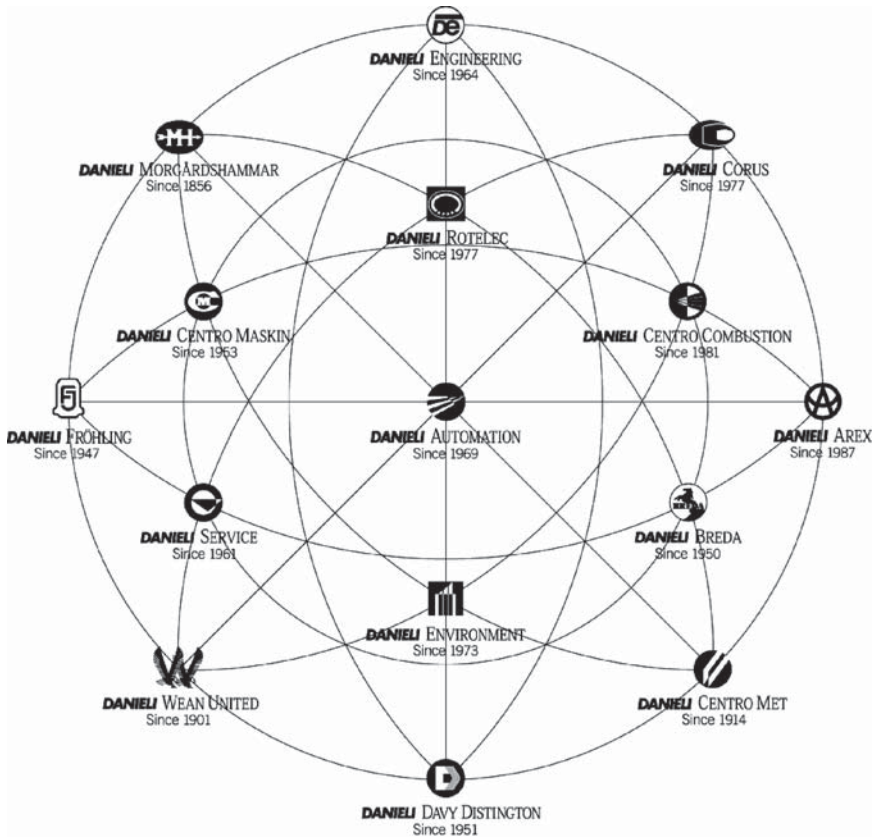 DANIELI ENGINEERING
Since 1964
DANIELI MORGÅRDSHAMMAR
Since 1856
DANIELI CORUS
Since 1977
DANIELI ROTELEC
Since 1977
DANIELI CENTRO MASKIN
Since 1953
DANIELI CENTRO COMBUSTION
Since 1981
DANIELI FRÖHLING
Since 1947
DANIELI AUTOMATION
Since 1969
DANIELI AREX
Since 1987
DANIELI SERVICE
Since 1961
BREDA
DANIELI BREDA
Since 1950
DANIELI ENVIRONMENT
Since 1973
DANIELI WEAN UNITED
Since 1901
DANIELI CENTRO MET
Since 1914
DANIELI DAVY DISTINGTON
Since 1951